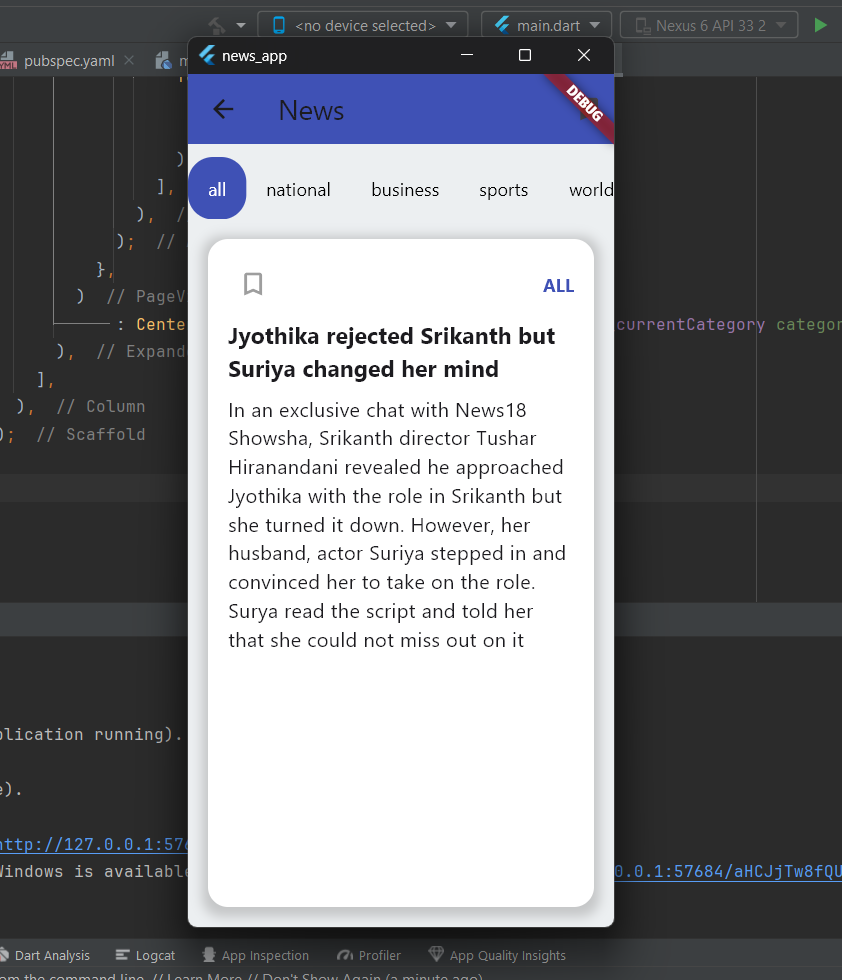 <no device selected>
main.dart
Nexus 6 API 33 2
pubspec.yaml
news_app
News
DEBUG
all national business sports world
)
],
), //
); //
},
) // PageV
: Cente
currentCategory categor
), // Expand
],
), // Column
); // Scaffold
ALL
Jyothika rejected Srikanth but
Suriya changed her mind
In an exclusive chat with News18
Showsha, Srikanth director Tushar
Hiranandani revealed he approached
Jyothika with the role in Srikanth but
she turned it down. However, her
husband, actor Suriya stepped in and
convinced her to take on the role.
Surya read the script and told her
that she could not miss out on it
plication running).
e).
http://127.0.0.1:576
Windows is available
0.0.1:57684/aHCJjTw8fQU
Dart Analysis Logcat App Inspection Profiler App Quality Insights
om the command line. // Learn More // Don't Show Again (a minute ago)